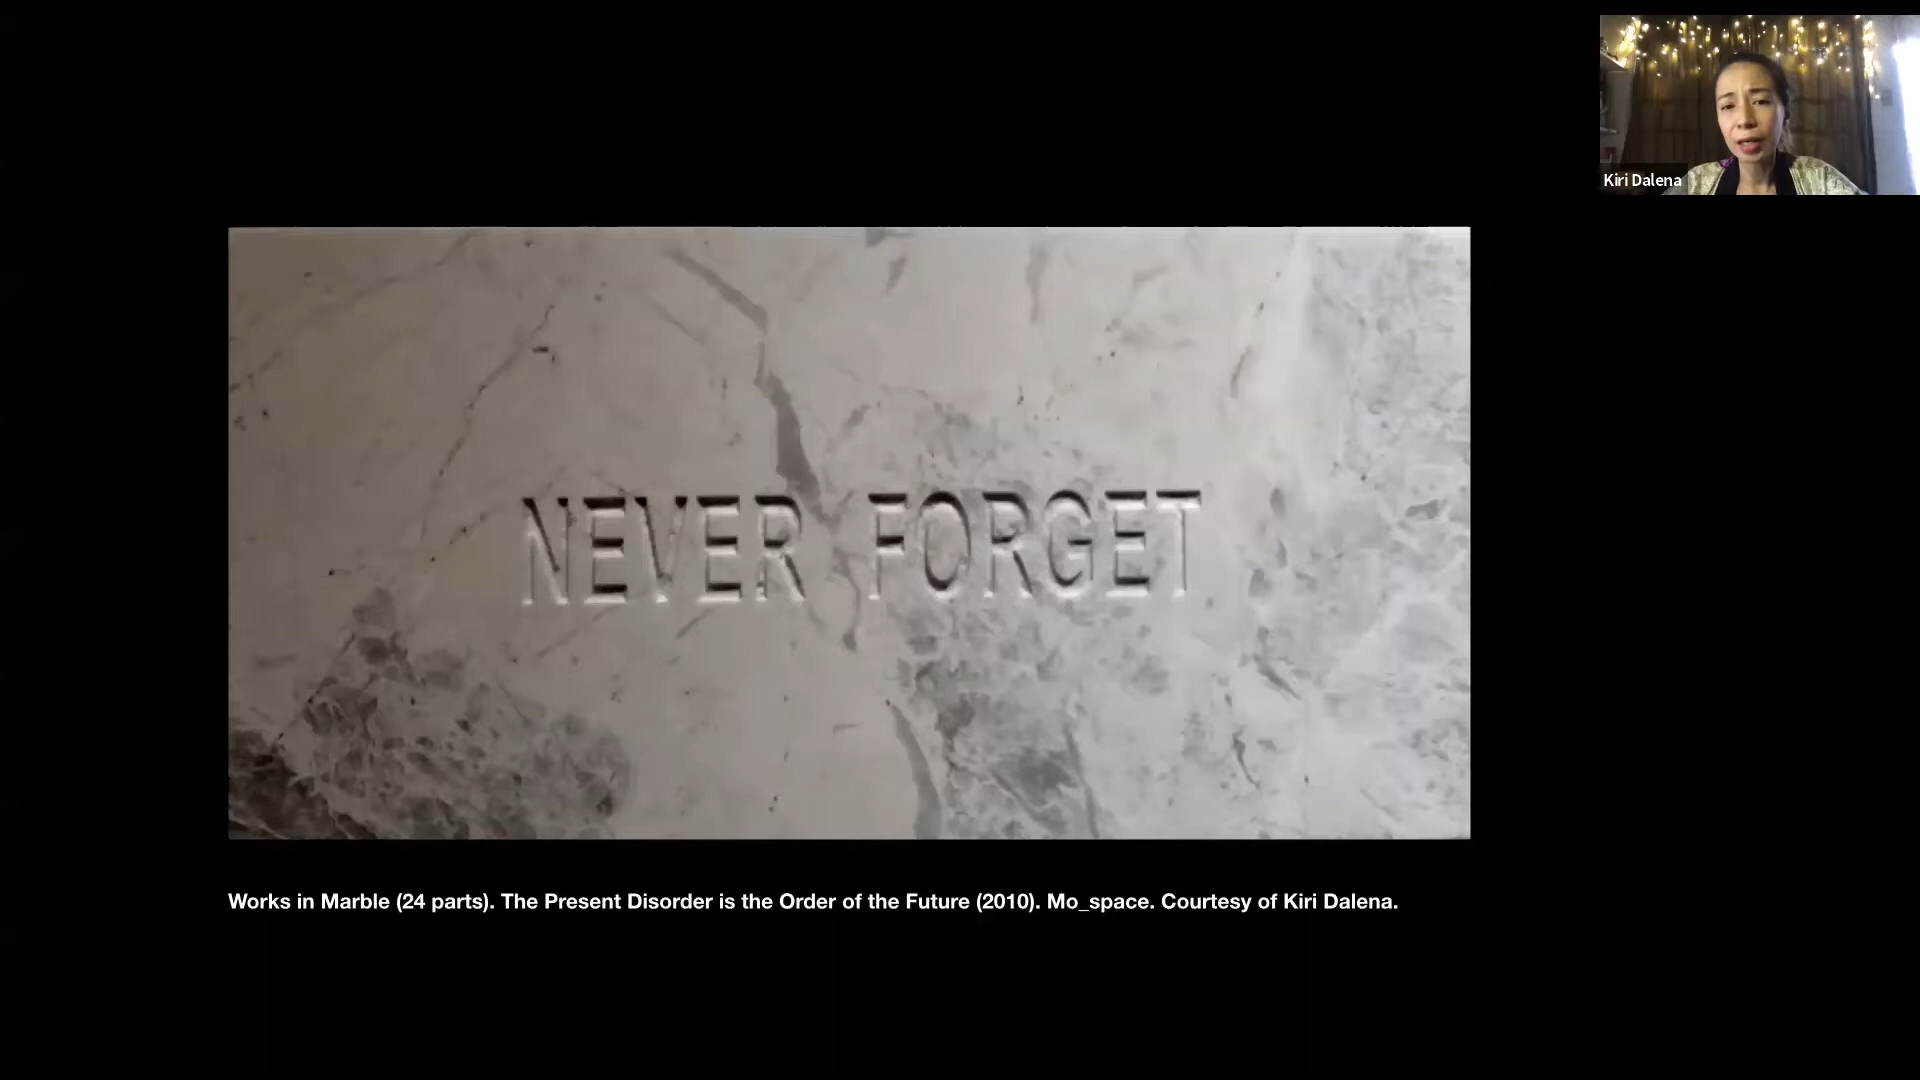 Kiri Dalena
NEVER FORGET
Works in Marble (24 parts). The Present Disorder is the Order of the Future (2010). Mo_space. Courtesy of Kiri Dalena.